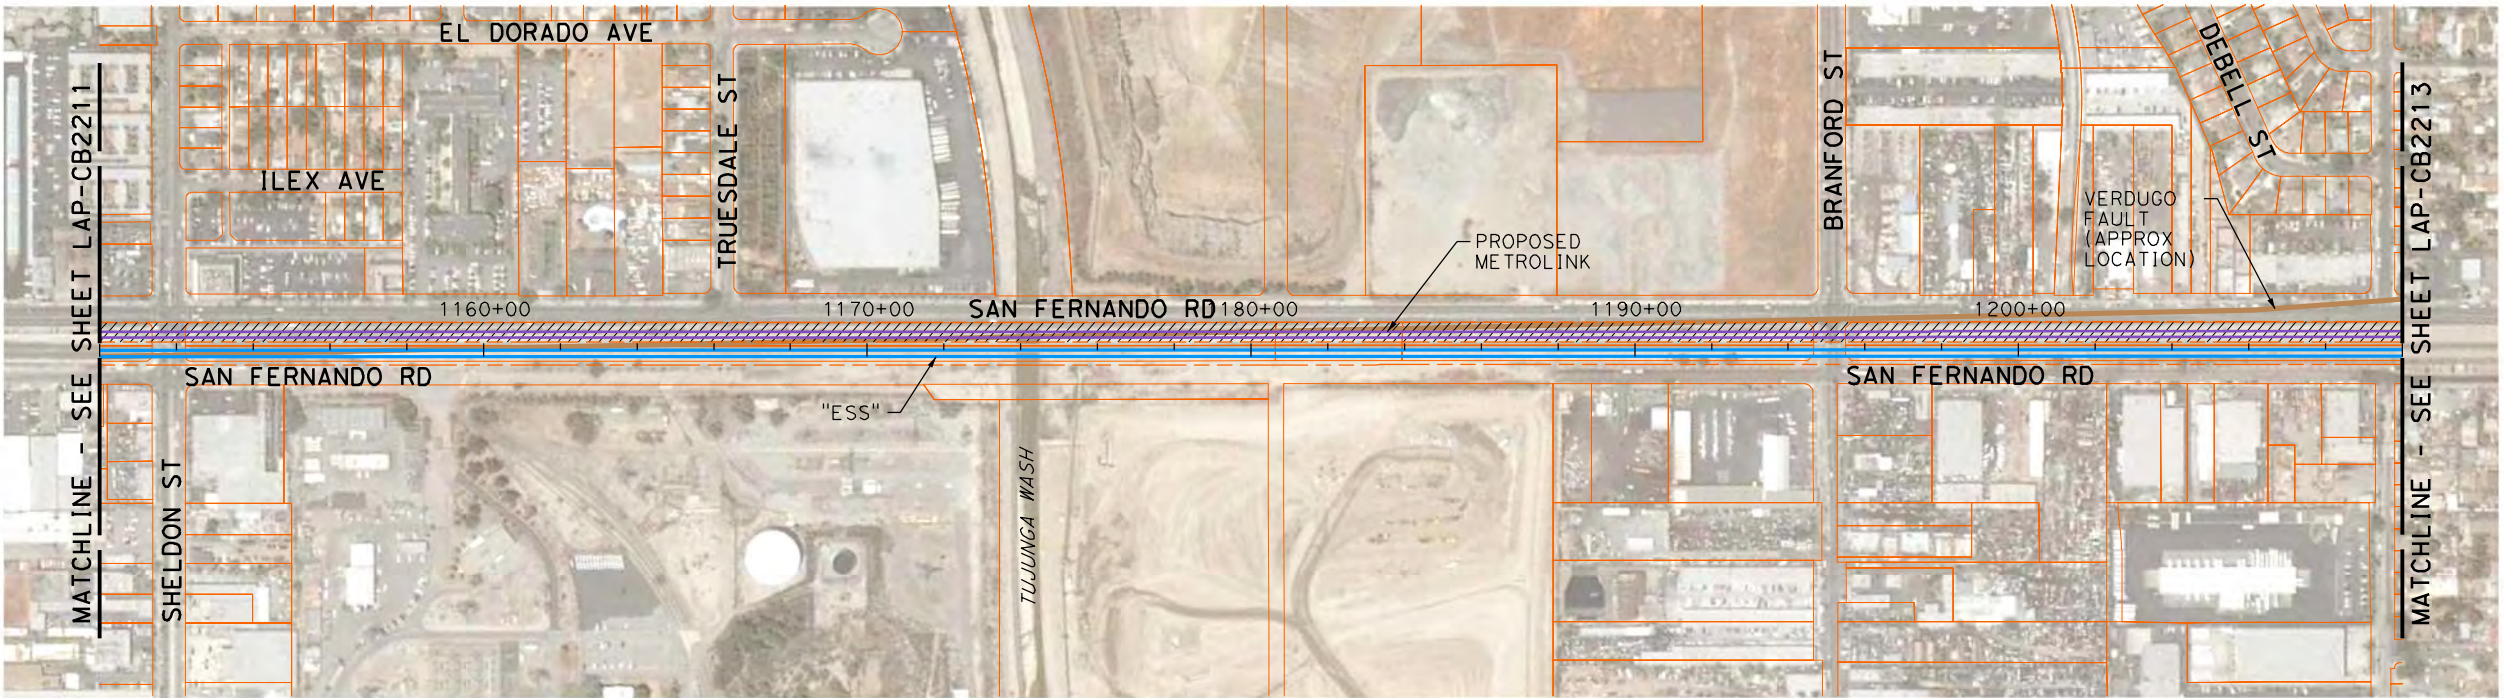 EL DORADO AVE
ILEX AVE
TRUESDALE ST
BRANFORD ST
DEBELL ST
VERDUGO
FAULT
(APPROX
LOCATION)
PROPOSED
METROLINK
1160+00
1170+00
SAN FERNANDO RD
1180+00
1190+00
1200+00
SAN FERNANDO RD
SAN FERNANDO RD
"ESS"
SHELDON ST
TUJUNGA WASH
MATCHLINE - SEE SHEET LAP-CB2211
MATCHLINE - SEE SHEET LAP-CB2213